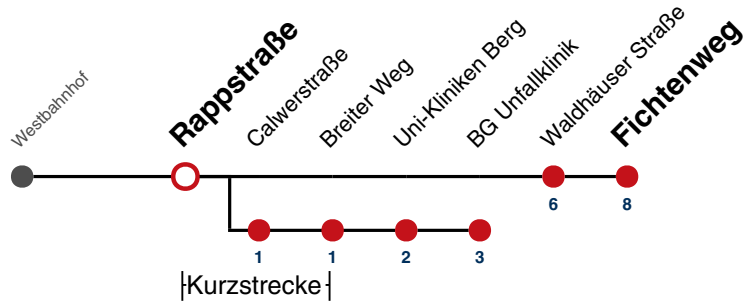 Westbahnhof
Rappstraße
Calwerstraße
Breiter Weg
Uni-Kliniken Berg
BG Unfallklinik
Waldhäuser Straße
Fichtenweg
6 8
1 1 2 3
Kurzstrecke